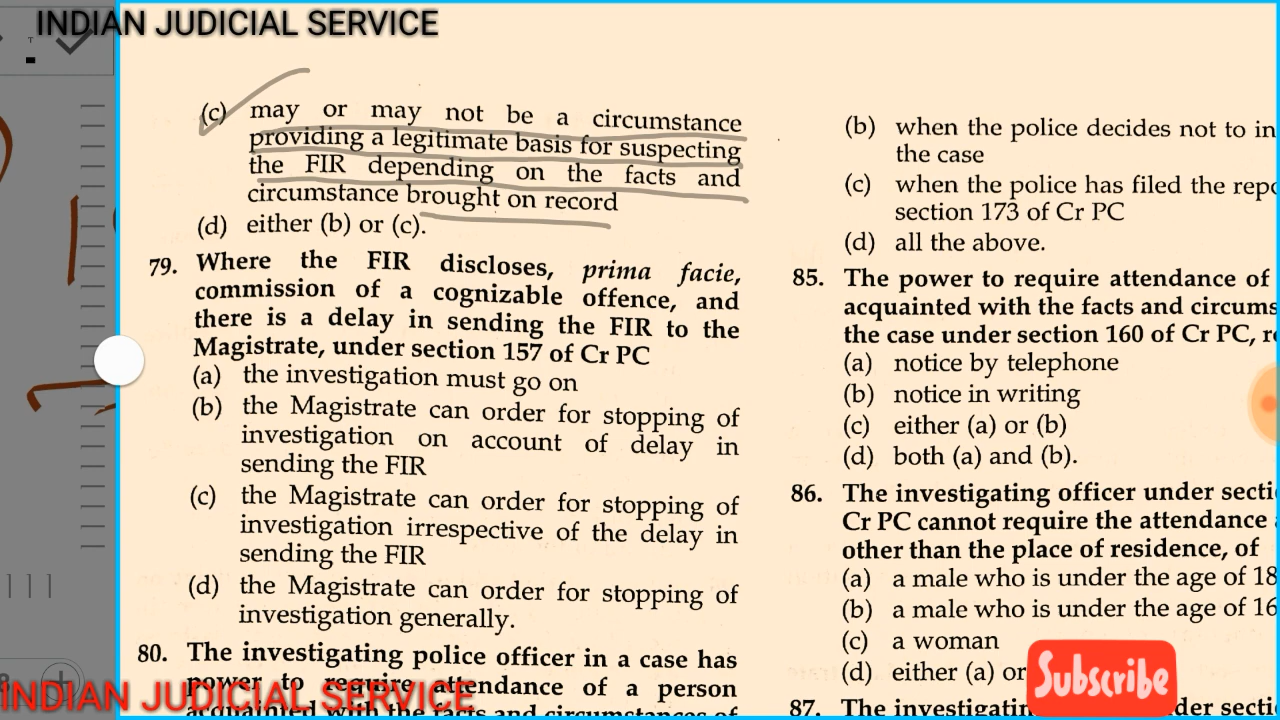 INDIAN JUDICIAL SERVICE
(c) may or may not be a circumstance
providing a legitimate basis for suspecting
the FIR depending on the facts and
circumstance brought on record
(d) either (b) or (c).
79. Where the FIR discloses, prima facie,
commission of a cognizable offence, and
there is a delay in sending the FIR to the
Magistrate, under section 157 of Cr PC
(a) the investigation must go on
(b) the Magistrate can order for stopping of
investigation on account of delay in
sending the FIR
(c) the Magistrate can order for stopping of
investigation irrespective of the delay in
sending the FIR
(d) the Magistrate can order for stopping of
investigation generally.
80. The investigating police officer in a case has
power to require attendance of a person
acquainted with the facts and circumstances of
(b) when the police decides not to in
the case
(c) when the police has filed the repo
section 173 of Cr PC
(d) all the above.
85. The power to require attendance of
acquainted with the facts and circums
the case under section 160 of Cr PC, re
(a) notice by telephone
(b) notice in writing
(c) either (a) or (b)
(d) both (a) and (b).
86. The investigating officer under secti
Cr PC cannot require the attendance
other than the place of residence, of
(a) a male who is under the age of 18
(b) a male who is under the age of 16
(c) a woman
(d) either (a) or
87. The investigatin
der secti
Subscribe
INDIAN JUDICIAL SERVICE